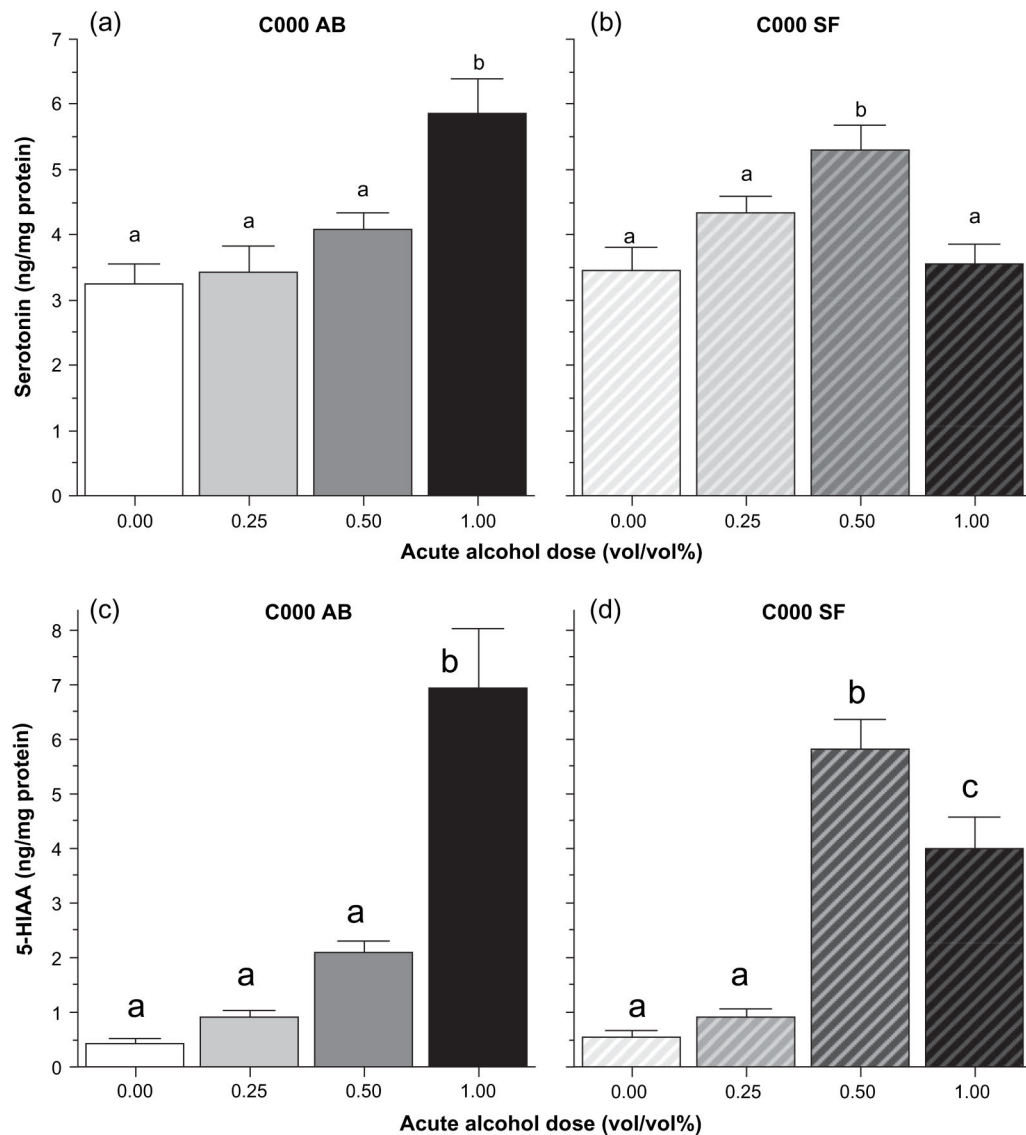 (a) C000 AB
(b) C000 SF
Serotonin (ng/mg protein)
7
6
5
4
3
2
1
0
a
a
a
b
a
a
b
a
0.00 0.25 0.50 1.00
0.00 0.25 0.50 1.00
Acute alcohol dose (vol/vol%)
(c) C000 AB
(d) C000 SF
5-HIAA (ng/mg protein)
8
7
6
5
4
3
2
1
0
a
a
a
b
a
a
b
c
0.00 0.25 0.50 1.00
0.00 0.25 0.50 1.00
Acute alcohol dose (vol/vol%)